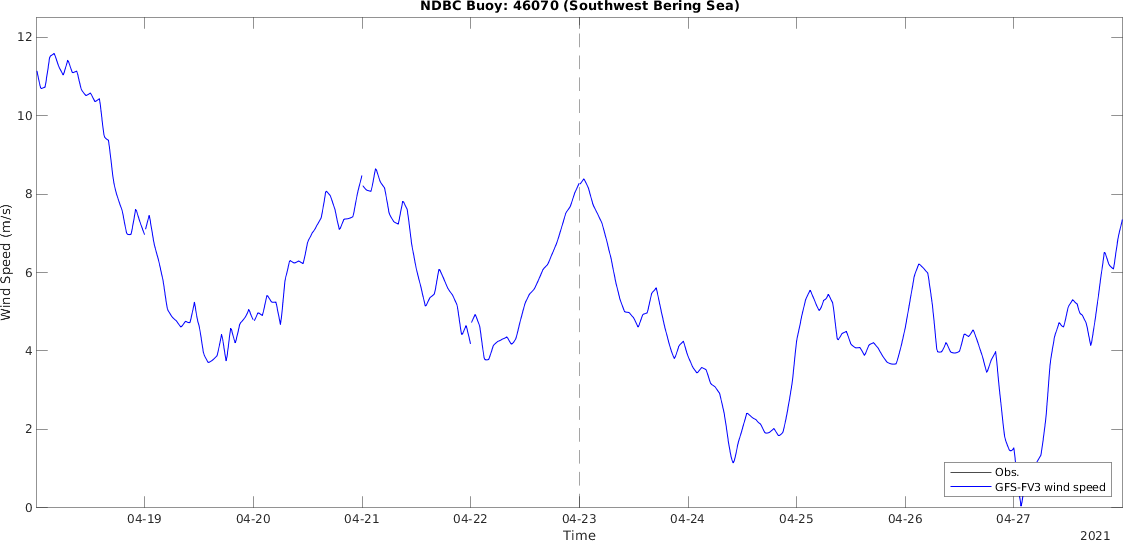 NDBC Buoy: 46070 (Southwest Bering Sea)
12
10
8
6
4
2
0
Wind Speed (m/s)
04-19 04-20 04-21 04-22 04-23 04-24 04-25 04-26 04-27
Time
2021
Obs.
GFS-FV3 wind speed